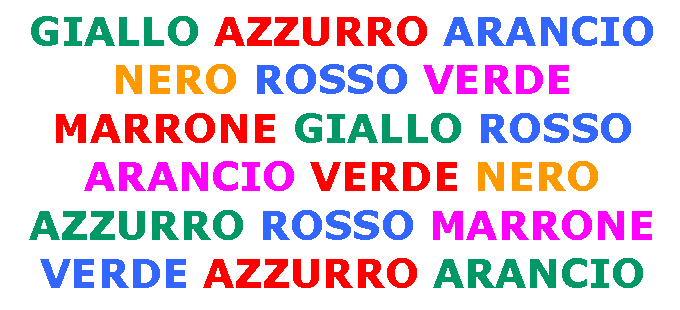 GIALLO AZZURRO ARANCIO
NERO ROSSO VERDE
MARRONE GIALLO ROSSO
ARANCIO VERDE NERO
AZZURRO ROSSO MARRONE
VERDE AZZURRO ARANCIO